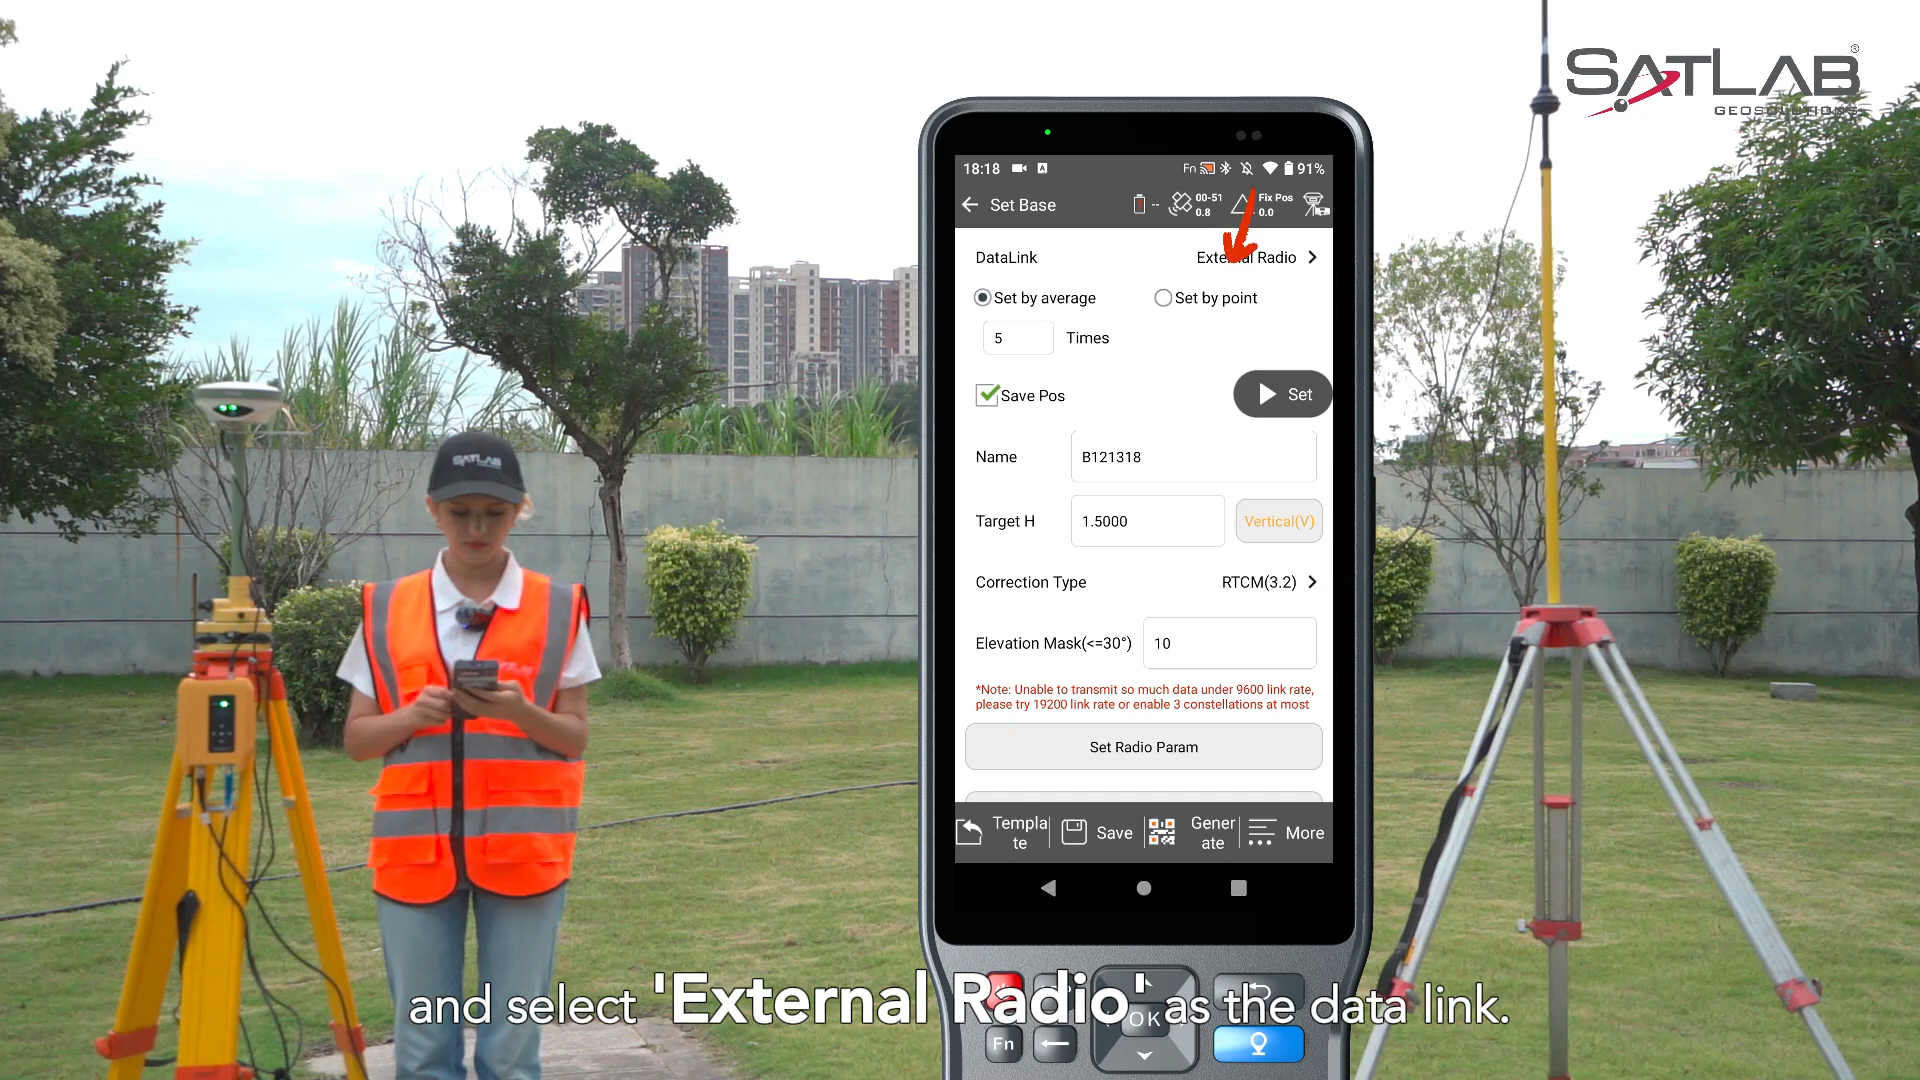 SATLAB
GEOSOLUTIONS
18:18
Fn
91%
Set Base
--
00-51
0.8
Fix Pos
0.0
DataLink
External Radio
Set by average
Set by point
5
Times
Save Pos
Set
Name
B121318
Target H
1.5000
Vertical(V)
Correction Type
RTCM(3.2)
Elevation Mask(<=30°)
10
*Note: Unable to transmit so much data under 9600 link rate,
please try 19200 link rate or enable 3 constellations at most
Set Radio Param
Templa
te
Save
Gener
ate
More
SATLAB
and select 'External Radio' as the data link.
OK
Fn